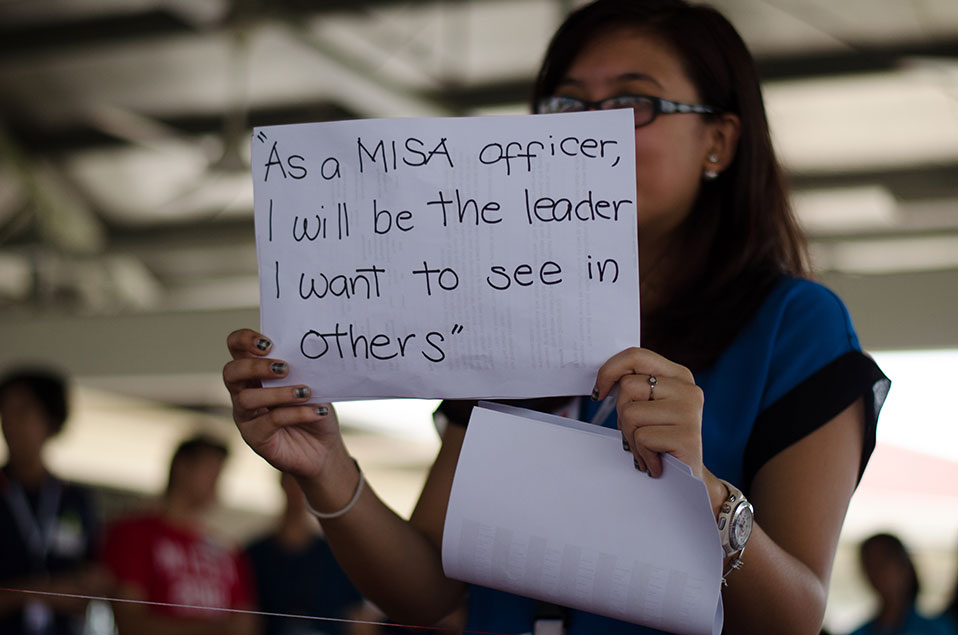 "As a MISA officer,
I will be the leader
I want to see in
others"